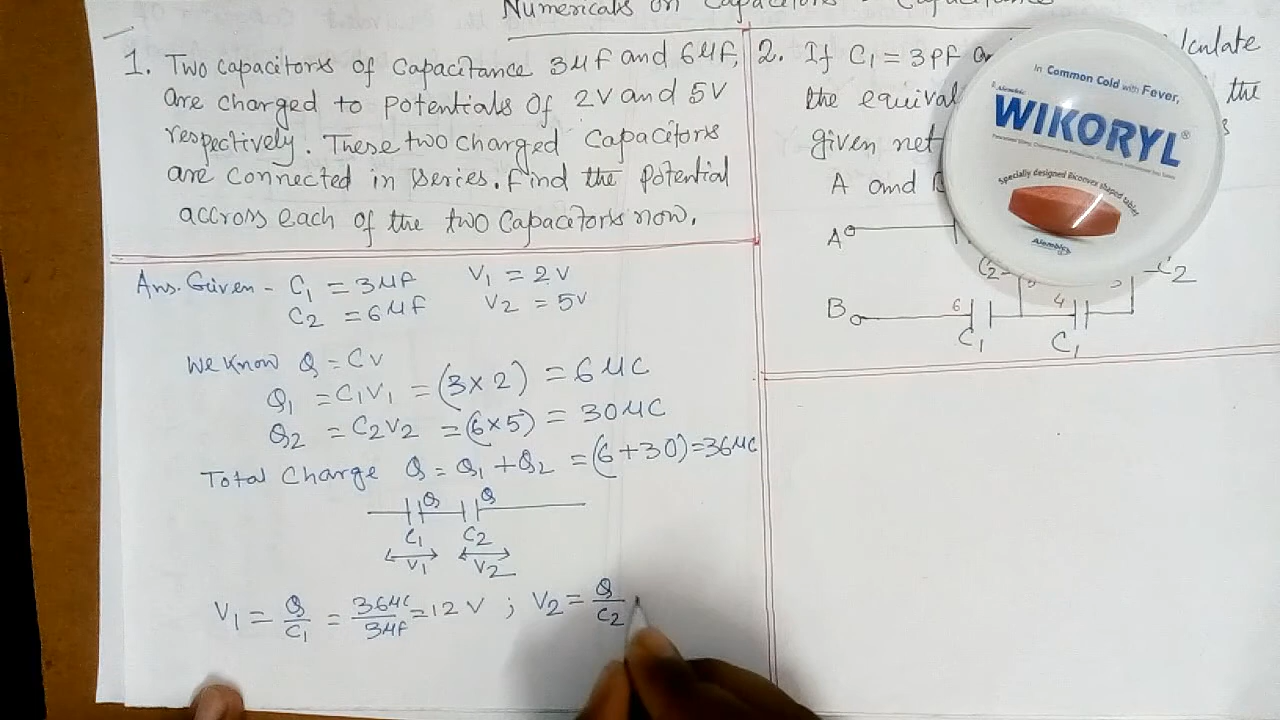 Numericals on Capacitors
1. Two capacitors of capacitance 3μf and 6μf,
are charged to potentials of 2V and 5V
respectively. These two charged capacitors
are connected in series. find the potential
accross each of the two capacitors now.
Ans. Given - C1 = 3μf V1 = 2V
C2 = 6μf V2 = 5V
We know Q = CV
Q1 = C1V1 = (3×2) = 6μC
Q2 = C2V2 = (6×5) = 30μC
Total Charge Q = Q1 + Q2 = (6+30)=36μC
Q Q
C1 C2
V1 V2
V1 = Q/C1 = 36μC/3μf = 12 V ; V2 = Q/C2
2. If C1 = 3PF
the the
given net
A and
A
C2 C2
B 6 4
C1 C1
In Common Cold with Fever,
Alembic
WIKORYL®
Specially designed Biconvex shaped tablet
Alembic